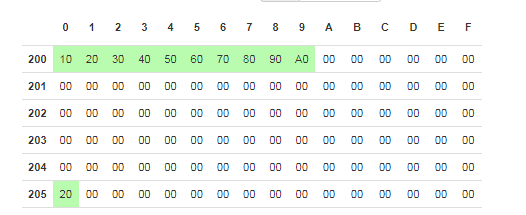 0 1 2 3 4 5 6 7 8 9 A B C D E F
200 10 20 30 40 50 60 70 80 90 A0 00 00 00 00 00 00
201 00 00 00 00 00 00 00 00 00 00 00 00 00 00 00 00
202 00 00 00 00 00 00 00 00 00 00 00 00 00 00 00 00
203 00 00 00 00 00 00 00 00 00 00 00 00 00 00 00 00
204 00 00 00 00 00 00 00 00 00 00 00 00 00 00 00 00
205 20 00 00 00 00 00 00 00 00 00 00 00 00 00 00 00